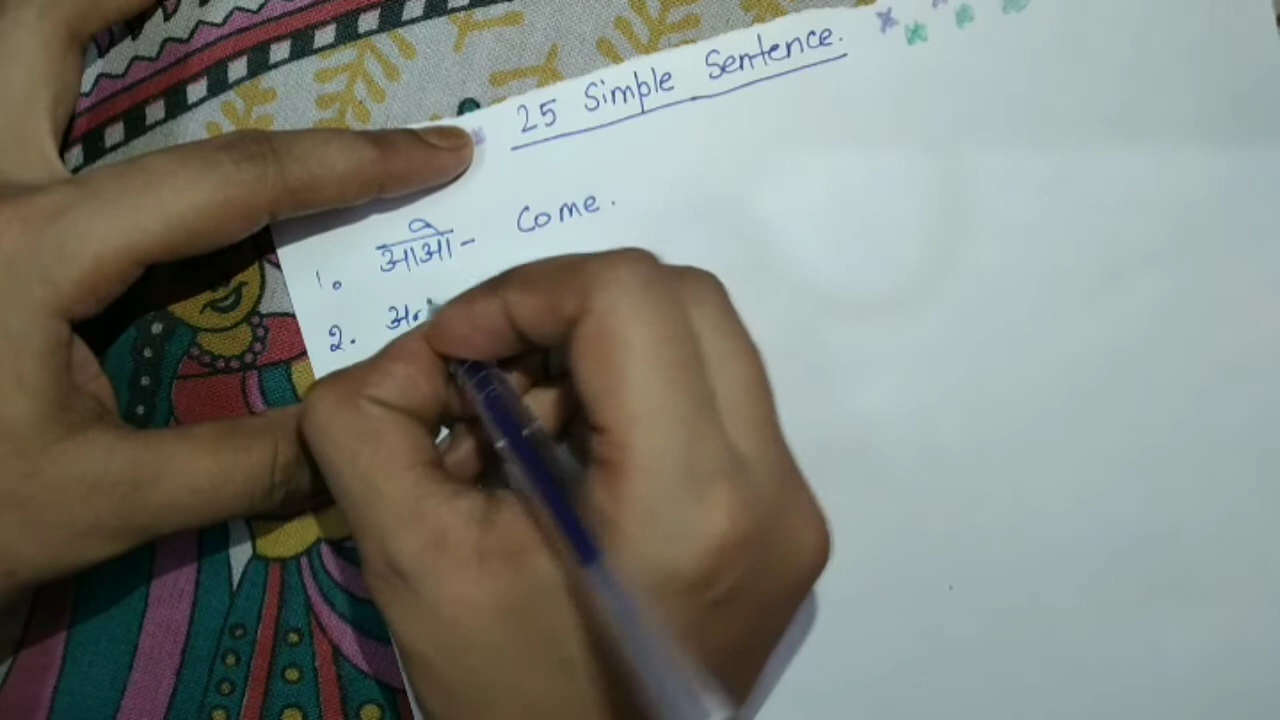 25 Simple Sentence.
1. आओ - Come.
2.